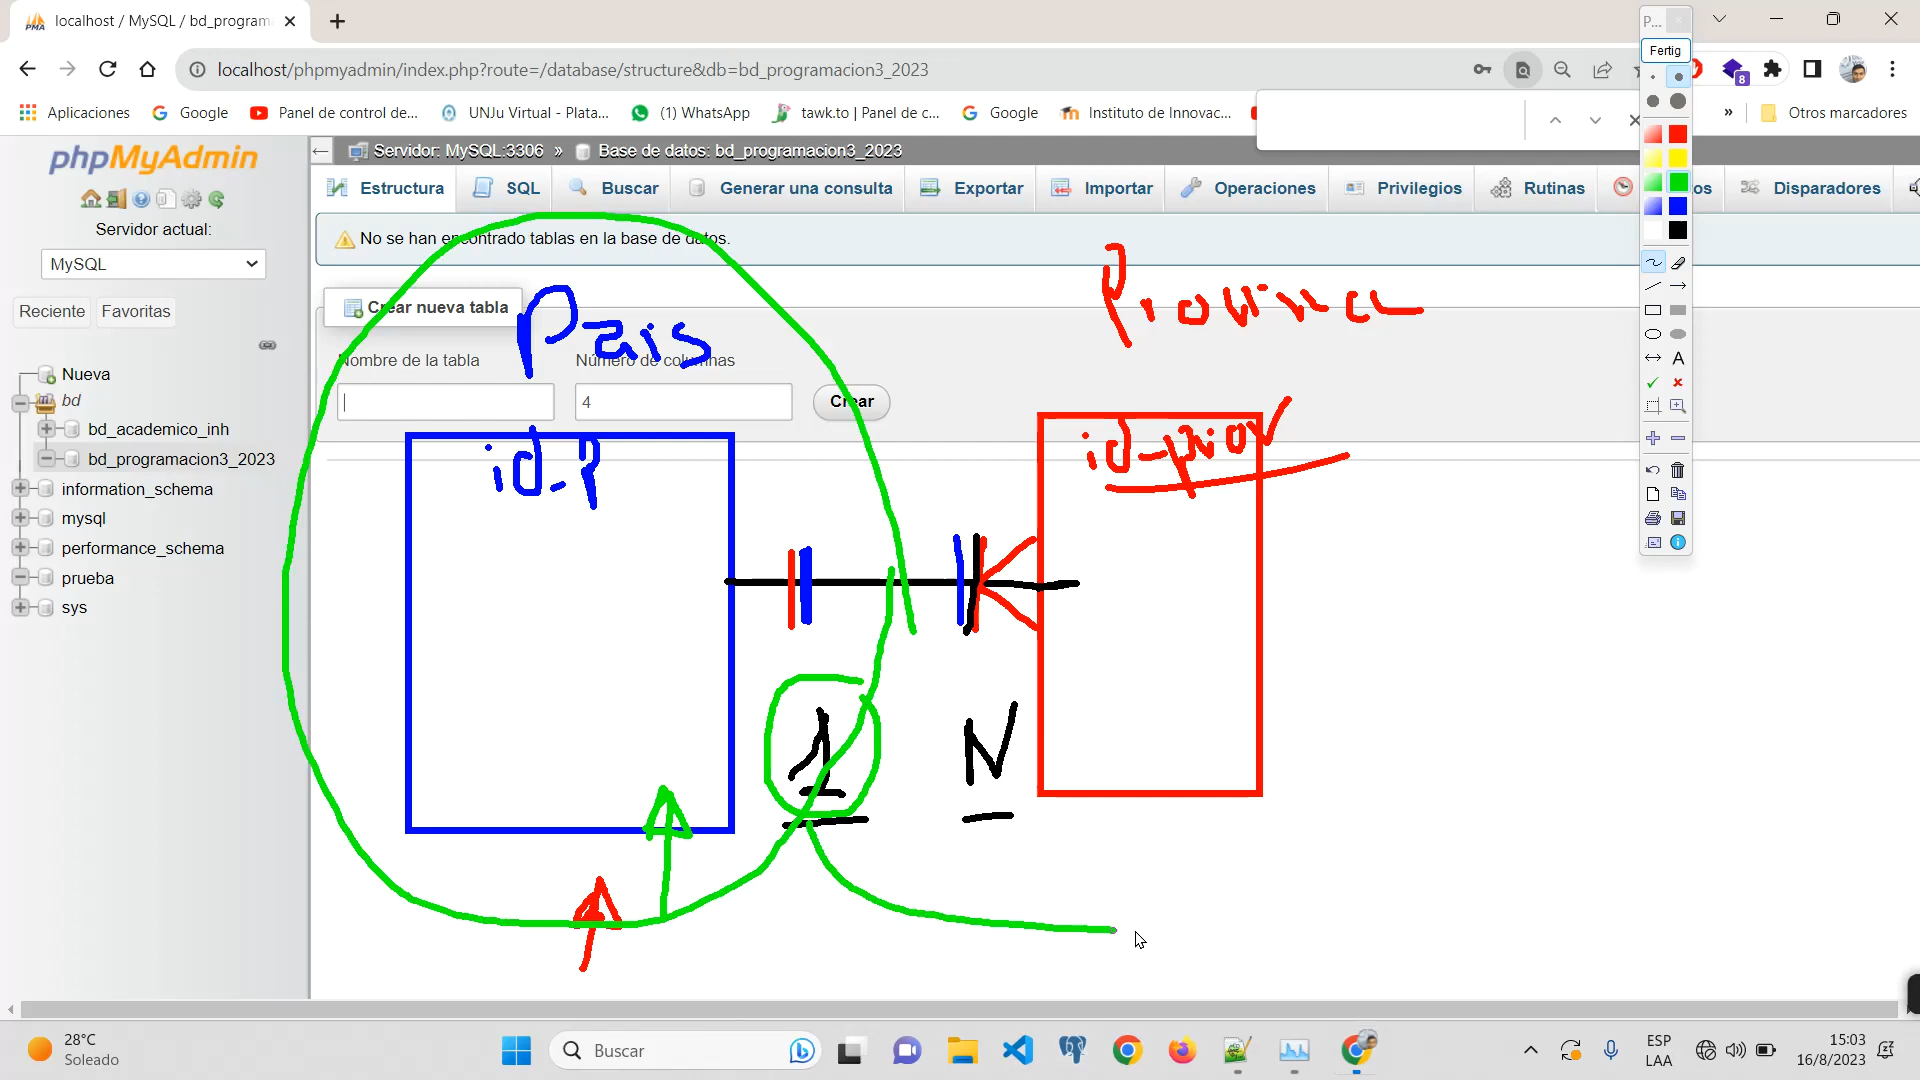 localhost / MySQL / bd_program
localhost/phpmyadmin/index.php?route=/database/structure&db=bd_programacion3_2023
P...
Fertig
8
Aplicaciones
Google
Panel de control de...
UNJu Virtual - Plata...
(1) WhatsApp
tawk.to | Panel de c...
Google
Instituto de Innovac...
»
Otros marcadores
phpMyAdmin
Servidor: MySQL:3306 » Base de datos: bd_programacion3_2023
Estructura
SQL
Buscar
Generar una consulta
Exportar
Importar
Operaciones
Privilegios
Rutinas
os
Disparadores
Servidor actual:
MySQL
Reciente
Favoritas
Nueva
bd
bd_academico_inh
bd_programacion3_2023
information_schema
mysql
performance_schema
prueba
sys
No se han encontrado tablas en la base de datos.
Crear nueva tabla
Nombre de la tabla
Número de columnas
4
Crear
Pais
Provincia
id-P
id-prov
1
N
A
28°C
Soleado
Buscar
ESP
LAA
15:03
16/8/2023